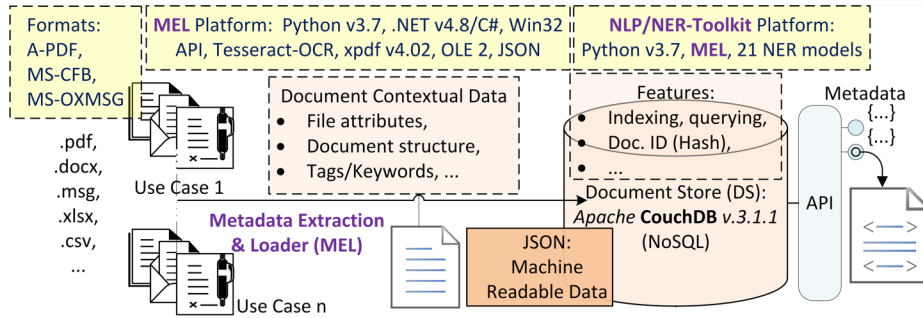 Formats:
A-PDF,
MS-CFB,
MS-OXMSG
MEL Platform: Python v3.7, .NET v4.8/C#, Win32
API, Tesseract-OCR, xpdf v4.02, OLE 2, JSON
NLP/NER-Toolkit Platform:
Python v3.7, MEL, 21 NER models
.pdf,
.docx,
.msg,
.xlsx,
.csv,
...
Use Case 1
Use Case n
Document Contextual Data
• File attributes,
• Document structure,
• Tags/Keywords, ...
Metadata Extraction
& Loader (MEL)
JSON:
Machine
Readable Data
Features:
• Indexing, querying,
• Doc. ID (Hash),
• ...
Document Store (DS):
Apache CouchDB v.3.1.1
(NoSQL)
API
Metadata
{...}
{...}
<--->
<--->